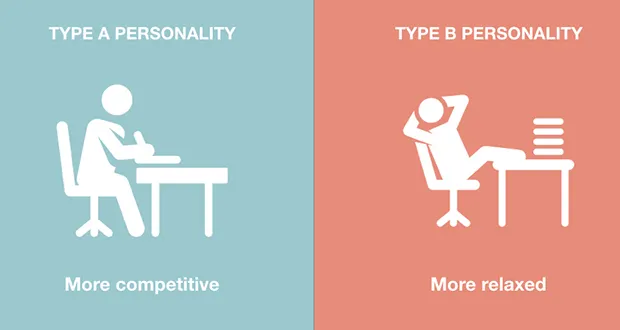 TYPE A PERSONALITY
TYPE B PERSONALITY
More competitive
More relaxed